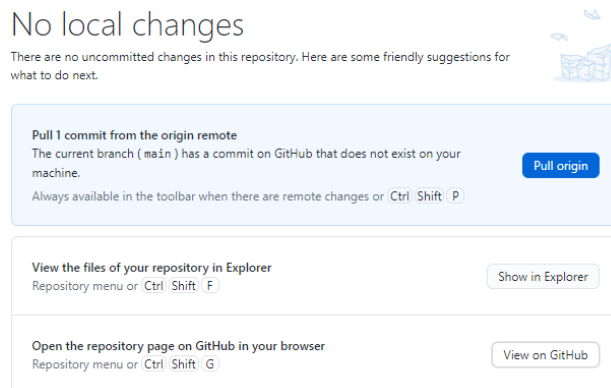 No local changes
There are no uncommitted changes in this repository. Here are some friendly suggestions for
what to do next.
Pull 1 commit from the origin remote
The current branch ( main ) has a commit on GitHub that does not exist on your
machine.
Pull origin
Always available in the toolbar when there are remote changes or Ctrl Shift P
View the files of your repository in Explorer
Repository menu or Ctrl Shift F
Show in Explorer
Open the repository page on GitHub in your browser
Repository menu or Ctrl Shift G
View on GitHub